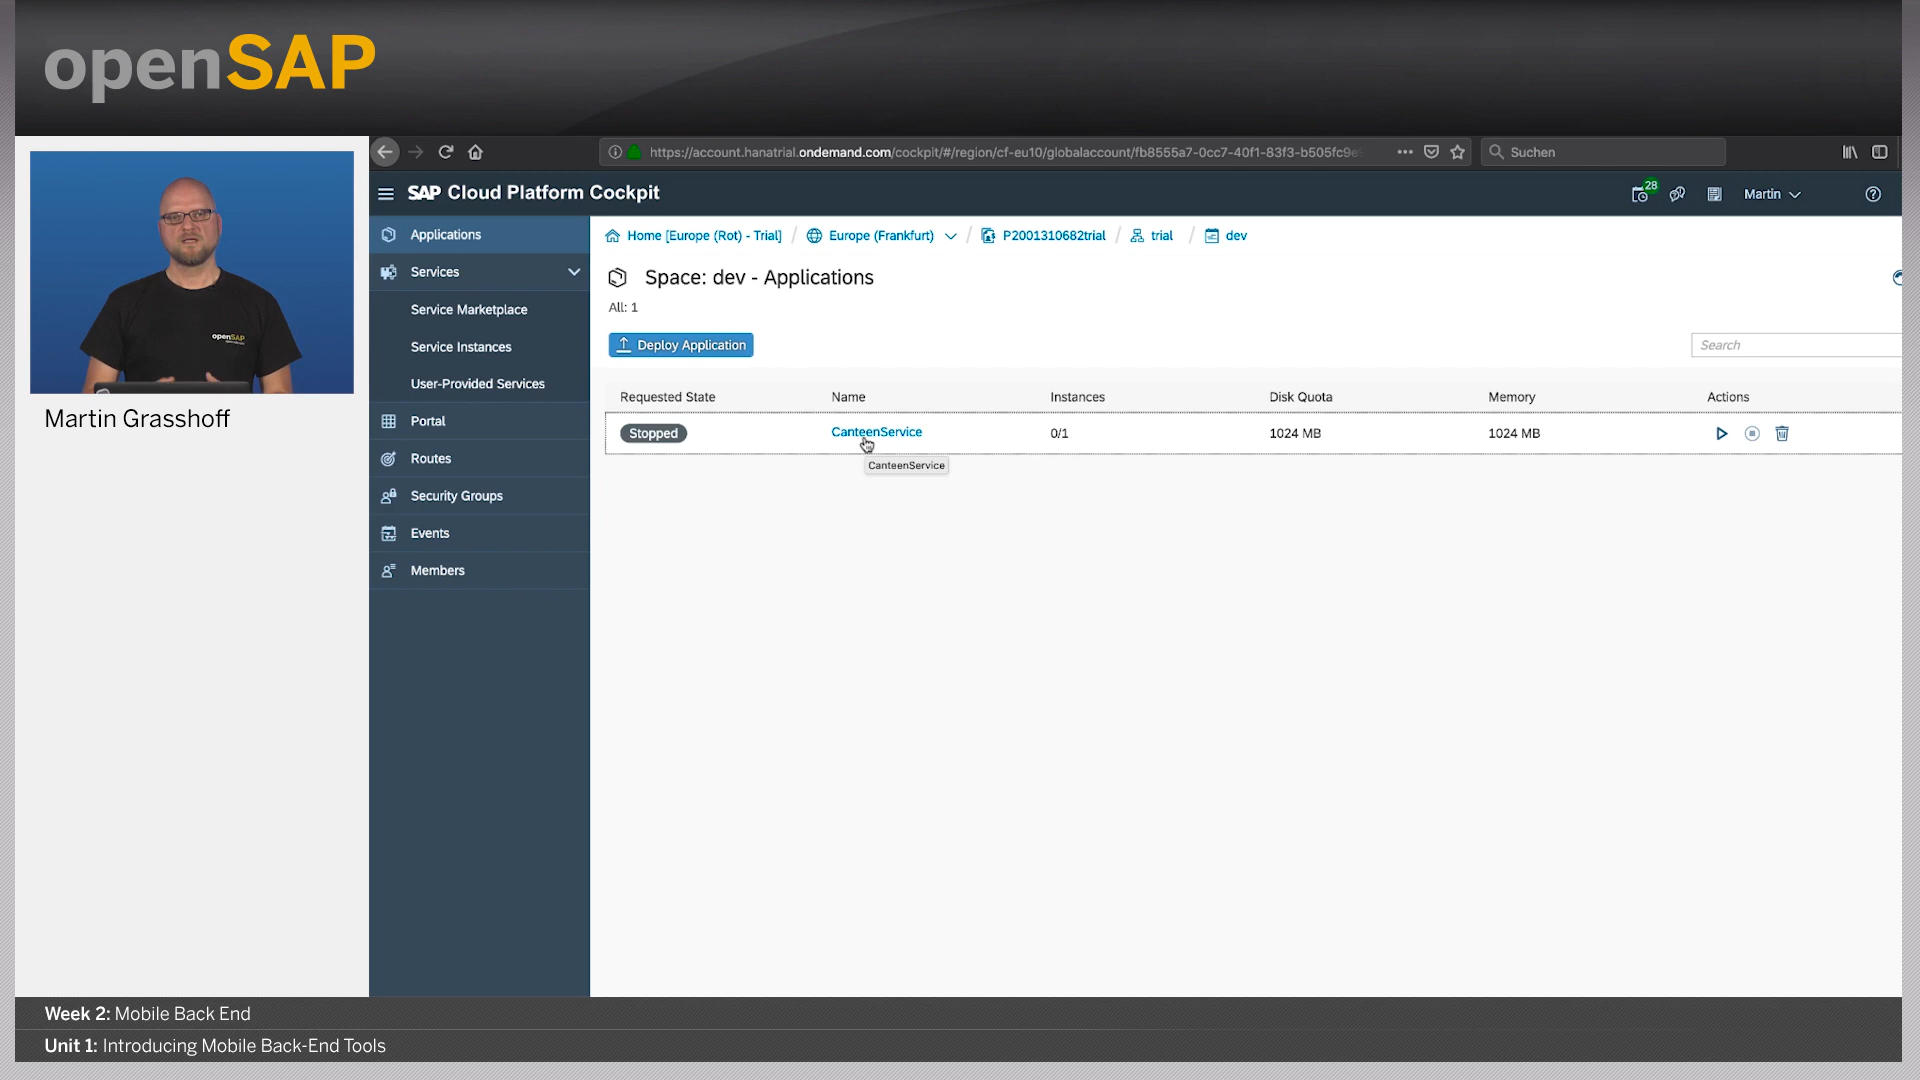 openSAP
openSAP
Martin Grasshoff
https://account.hanatrial.ondemand.com/cockpit/#/region/cf-eu10/globalaccount/fb8555a7-0cc7-40f1-83f3-b505fc9e
Suchen
SAP Cloud Platform Cockpit
28
Martin
Applications
Services
Service Marketplace
Service Instances
User-Provided Services
Portal
Routes
Security Groups
Events
Members
Home [Europe (Rot) - Trial] / Europe (Frankfurt) / P2001310682trial / trial / dev
Space: dev - Applications
All: 1
Deploy Application
Search
Requested State Name Instances Disk Quota Memory Actions
Stopped CanteenService 0/1 1024 MB 1024 MB
CanteenService
Week 2: Mobile Back End
Unit 1: Introducing Mobile Back-End Tools